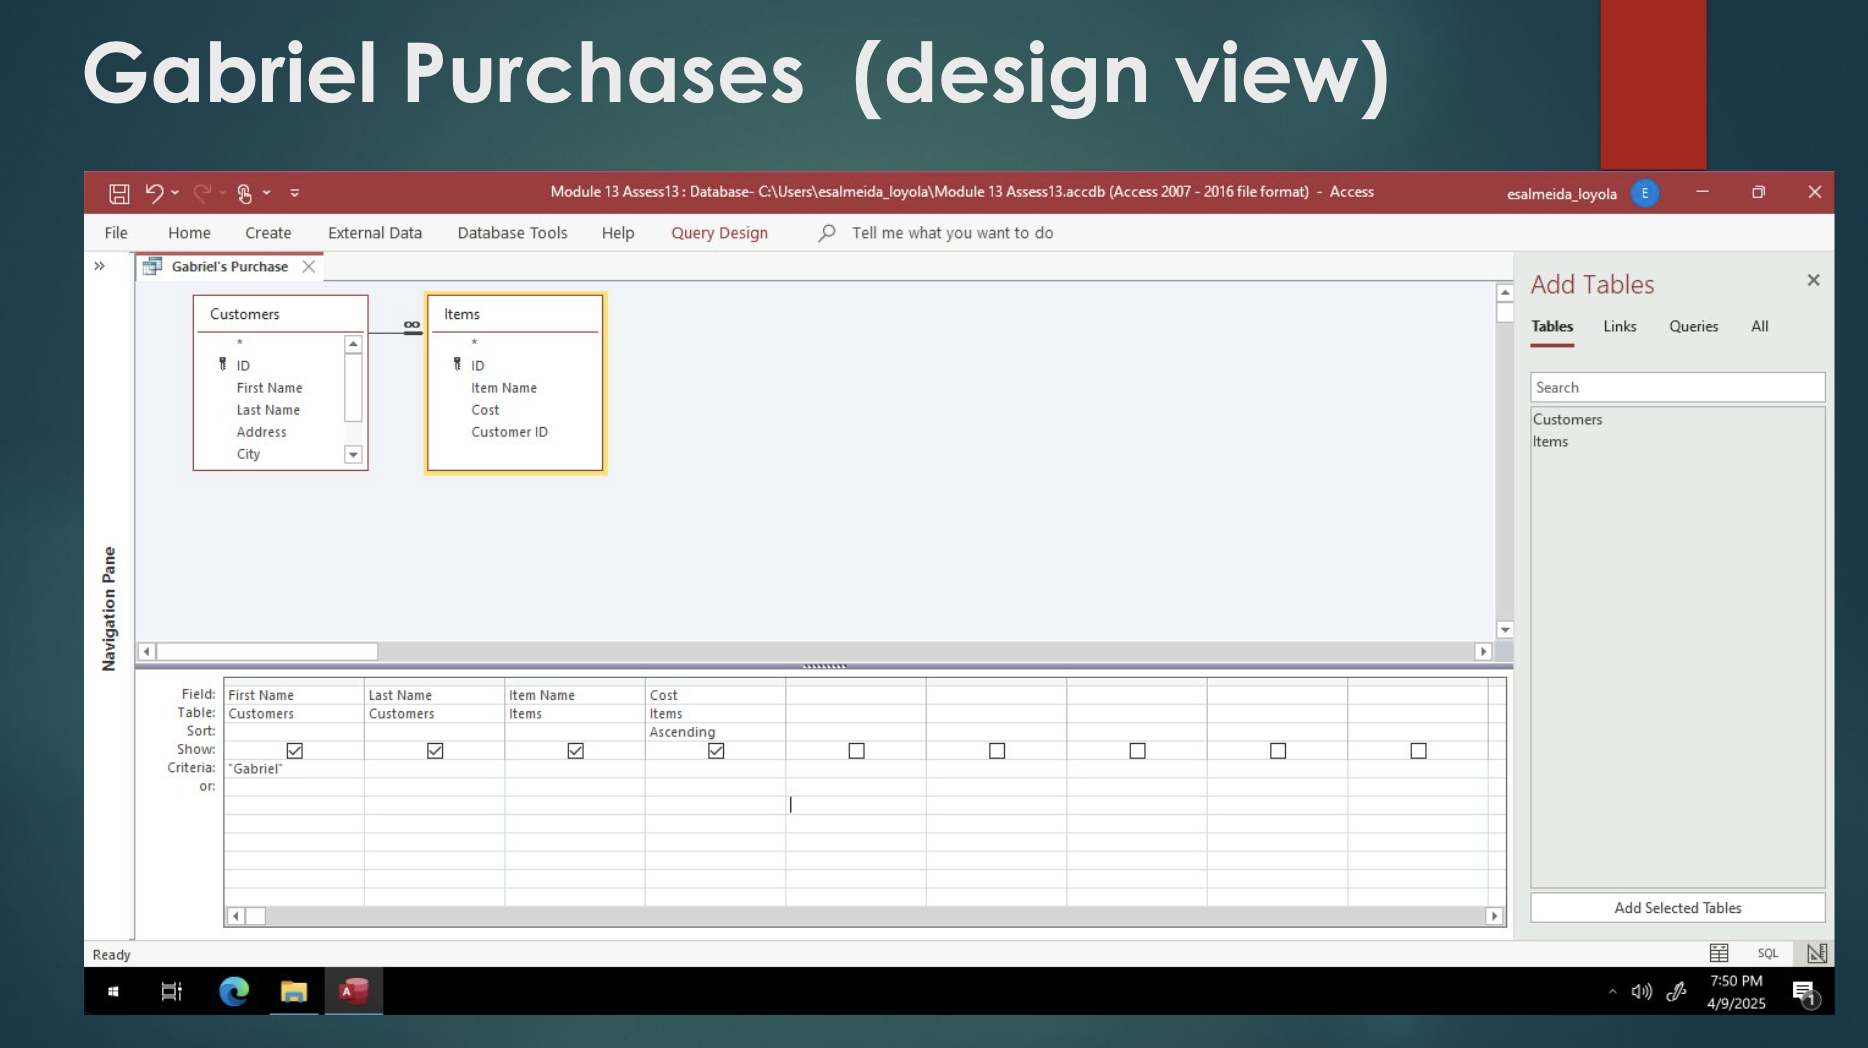 Gabriel Purchases (design view)
Module 13 Assess13 : Database- C:\Users\esalmeida_loyola\Module 13 Assess13.accdb (Access 2007 - 2016 file format) - Access
esalmeida_loyola E
File Home Create External Data Database Tools Help Query Design Tell me what you want to do
» Gabriel's Purchase
Navigation Pane
Customers
*
ID
First Name
Last Name
Address
City
∞
Items
*
ID
Item Name
Cost
Customer ID
Add Tables
Tables Links Queries All
Search
Customers
Items
Add Selected Tables
Field: First Name Last Name Item Name Cost
Table: Customers Customers Items Items
Sort: Ascending
Show:
Criteria: "Gabriel"
or:
Ready
SQL
A
7:50 PM
4/9/2025
1